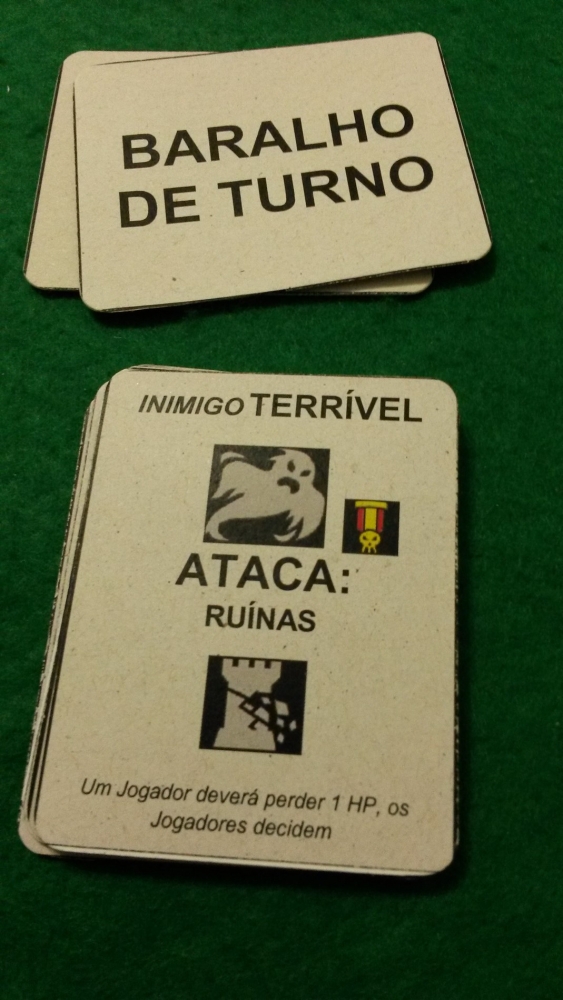 BARALHO
DE TURNO
INIMIGO TERRÍVEL
ATACA:
RUÍNAS
Um Jogador deverá perder 1 HP, os
Jogadores decidem